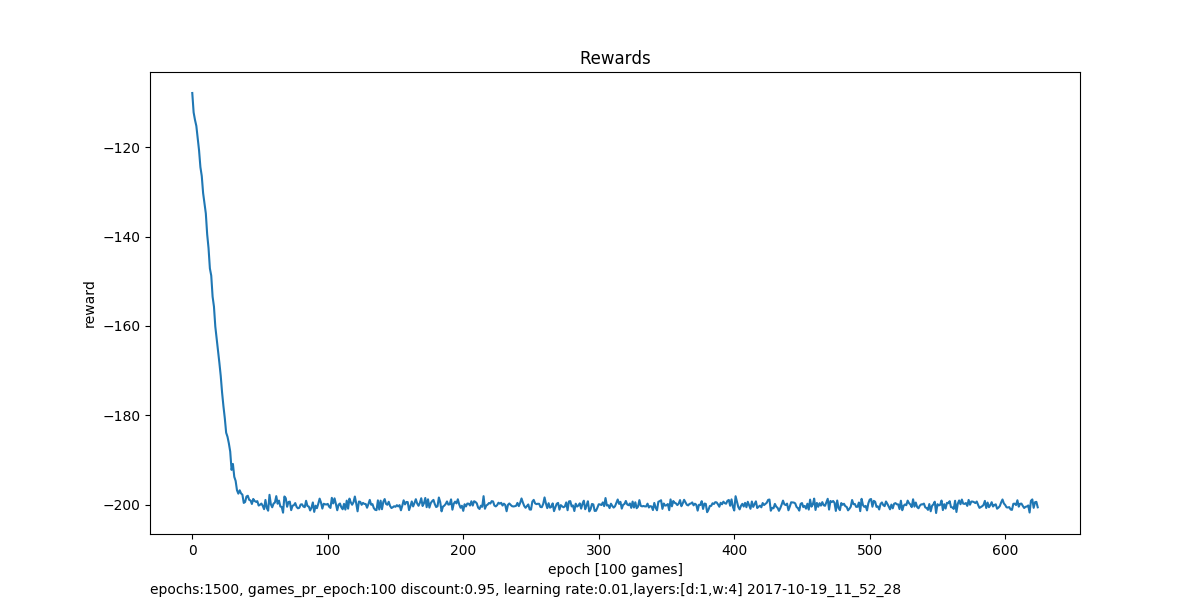 Rewards
−120
−140
−160
−180
−200
reward
0 100 200 300 400 500 600
epoch [100 games]
epochs:1500, games_pr_epoch:100 discount:0.95, learning rate:0.01,layers:[d:1,w:4] 2017-10-19_11_52_28